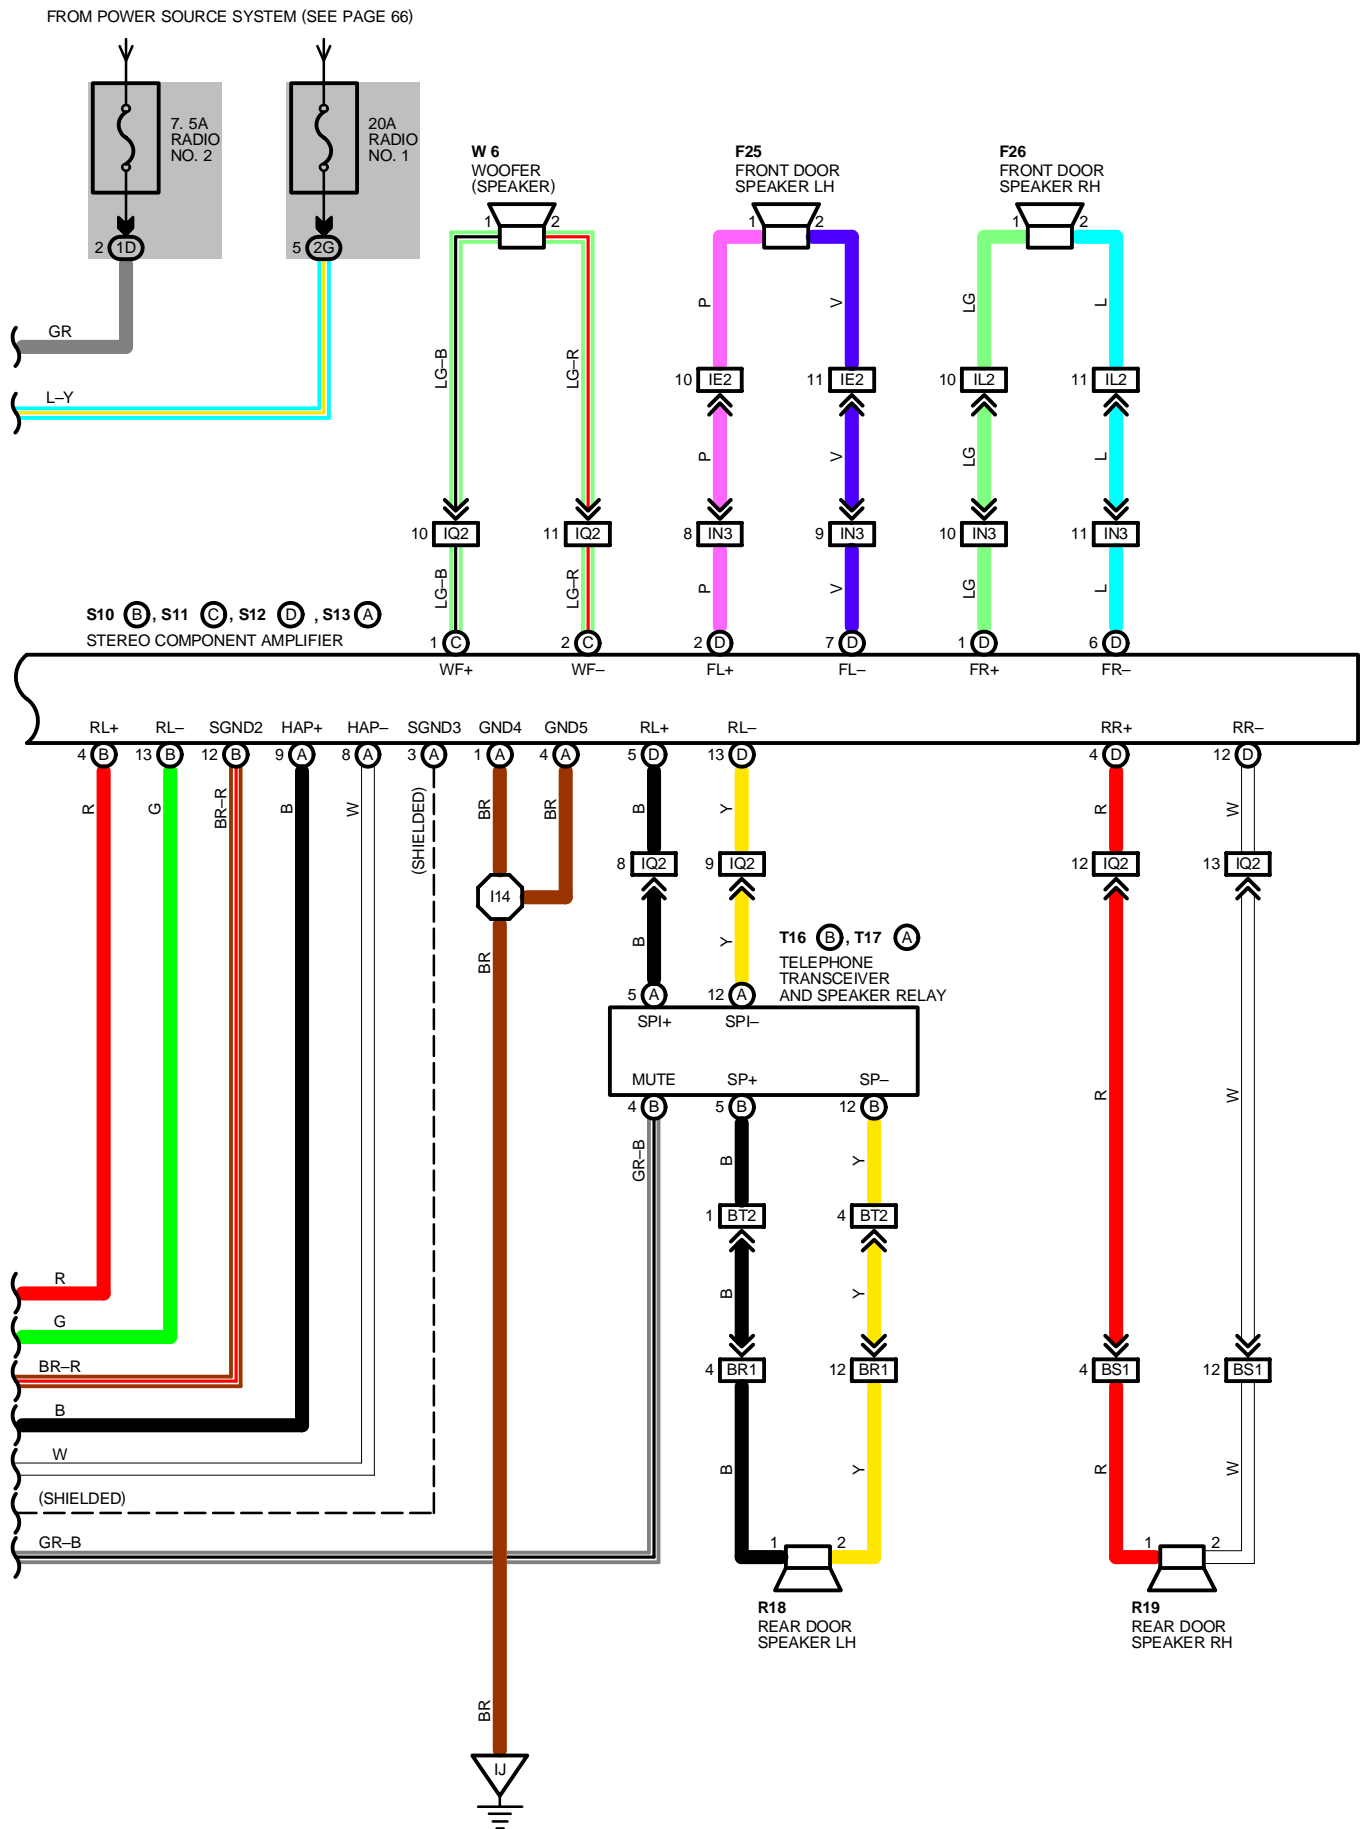 FROM POWER SOURCE SYSTEM (SEE PAGE 66)
7. 5A
RADIO
NO. 2
20A
RADIO
NO. 1
2 1D
5 2G
GR
L–Y
W 6
WOOFER
(SPEAKER)
1 2
F25
FRONT DOOR
SPEAKER LH
1 2
F26
FRONT DOOR
SPEAKER RH
1 2
LG–B LG–R P V LG L
10 IE2 11 IE2 10 IL2 11 IL2
P V LG L
10 IQ2 11 IQ2 8 IN3 9 IN3 10 IN3 11 IN3
LG–B LG–R P V LG L
S10 B , S11 C , S12 D , S13 A
STEREO COMPONENT AMPLIFIER
1 C 2 C 2 D 7 D 1 D 6 D
WF+ WF– FL+ FL– FR+ FR–
RL+ RL– SGND2 HAP+ HAP– SGND3 GND4 GND5 RL+ RL– RR+ RR–
4 B 13 B 12 B 9 A 8 A 3 A 1 A 4 A 5 D 13 D 4 D 12 D
R G BR–R B W (SHIELDED) BR BR B Y R W
8 IQ2 9 IQ2 12 IQ2 13 IQ2
I14
BR B Y
T16 B , T17 A
TELEPHONE
TRANSCEIVER
AND SPEAKER RELAY
5 A 12 A
SPI+ SPI–
MUTE SP+ SP–
4 B 5 B 12 B
GR–B B Y R W
1 BT2 4 BT2
B Y
R
G
BR–R
4 BR1 12 BR1 4 BS1 12 BS1
B
W
B Y R W
(SHIELDED)
GR–B
1 2
1 2
R18
REAR DOOR
SPEAKER LH
R19
REAR DOOR
SPEAKER RH
BR
IJ